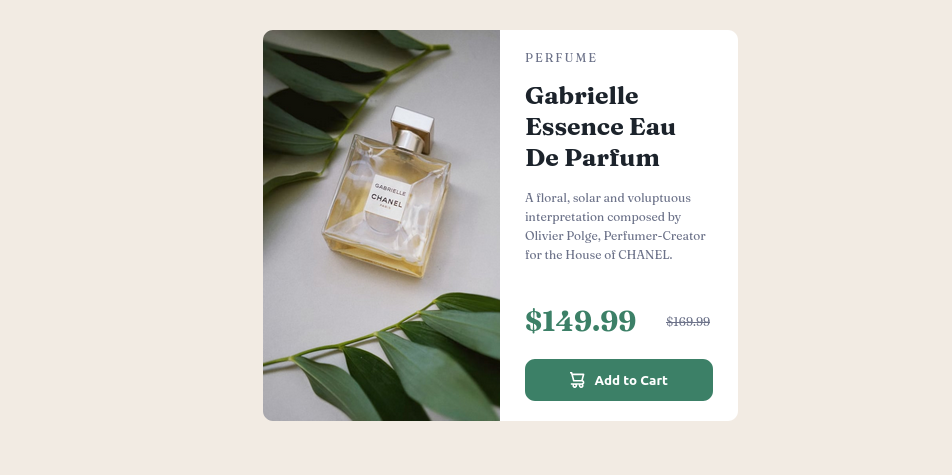 GABRIELLE
CHANEL
PARIS
PERFUME
Gabrielle
Essence Eau
De Parfum
A floral, solar and voluptuous
interpretation composed by
Olivier Polge, Perfumer-Creator
for the House of CHANEL.
$149.99 $169.99
Add to Cart